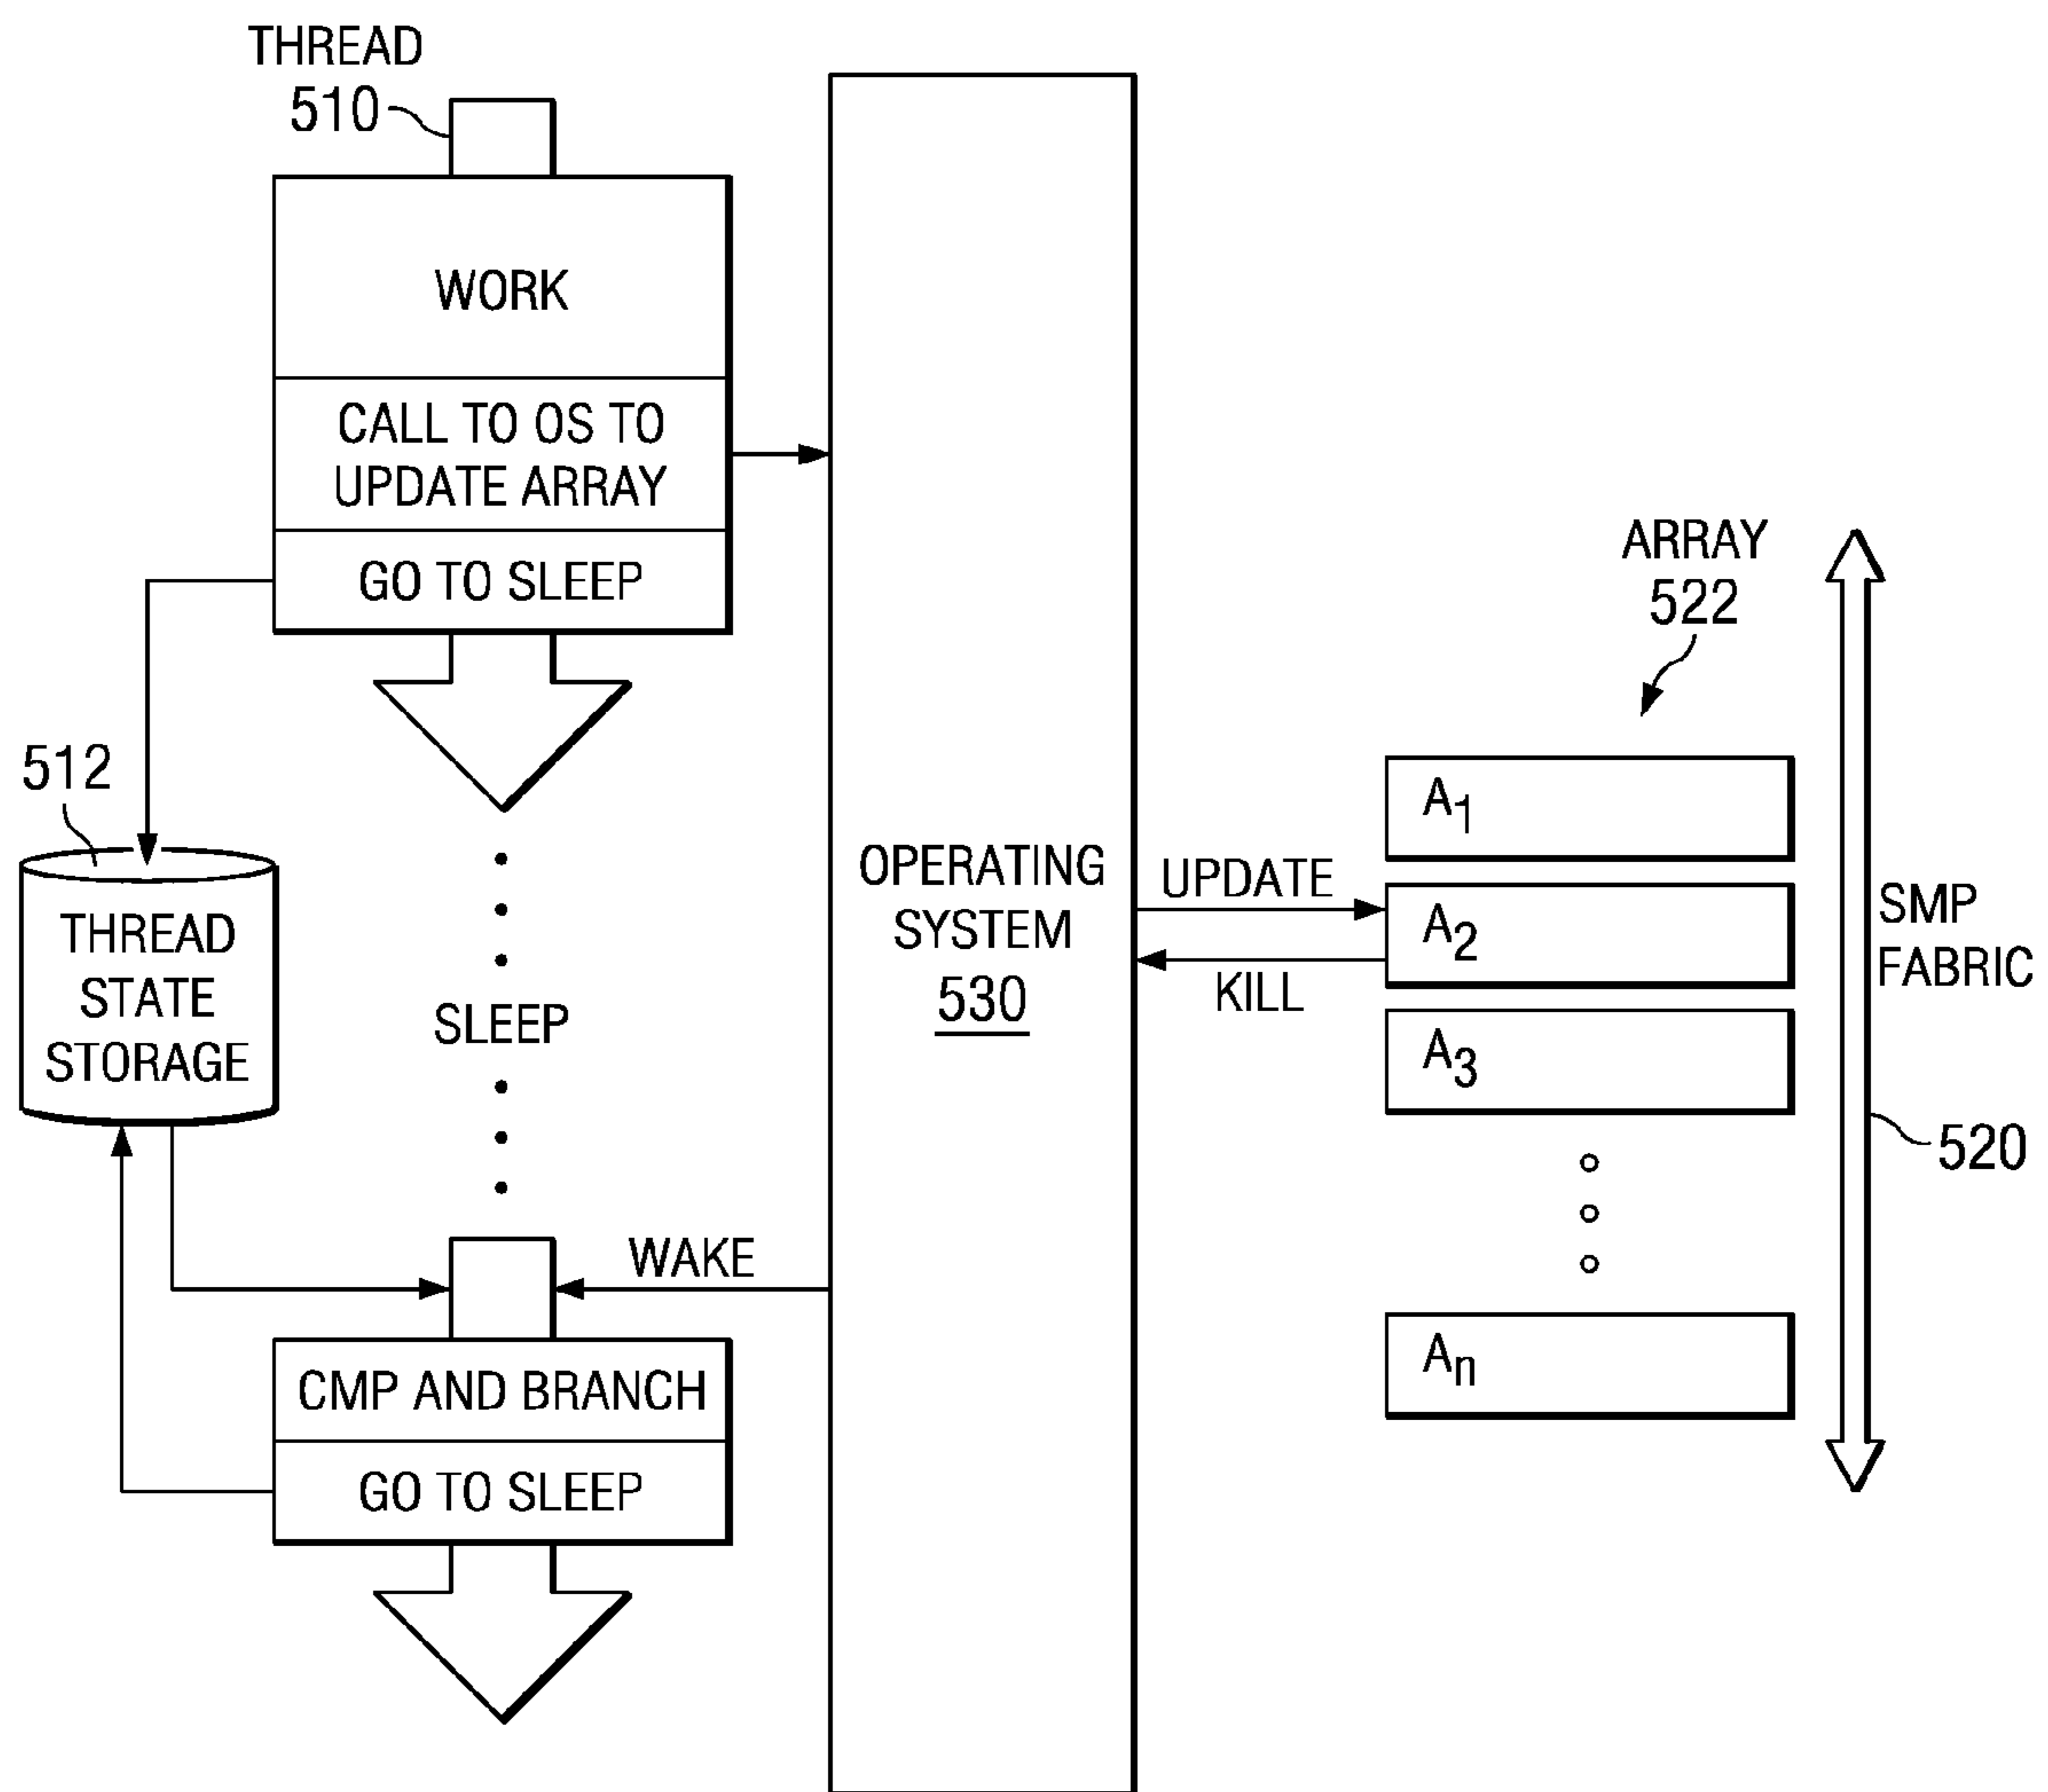 THREAD
510
WORK
CALL TO OS TO
UPDATE ARRAY
GO TO SLEEP
512
THREAD
STATE
STORAGE
SLEEP
WAKE
CMP AND BRANCH
GO TO SLEEP
OPERATING
SYSTEM
530
UPDATE
KILL
ARRAY
522
A1
A2
A3
An
SMP
FABRIC
520